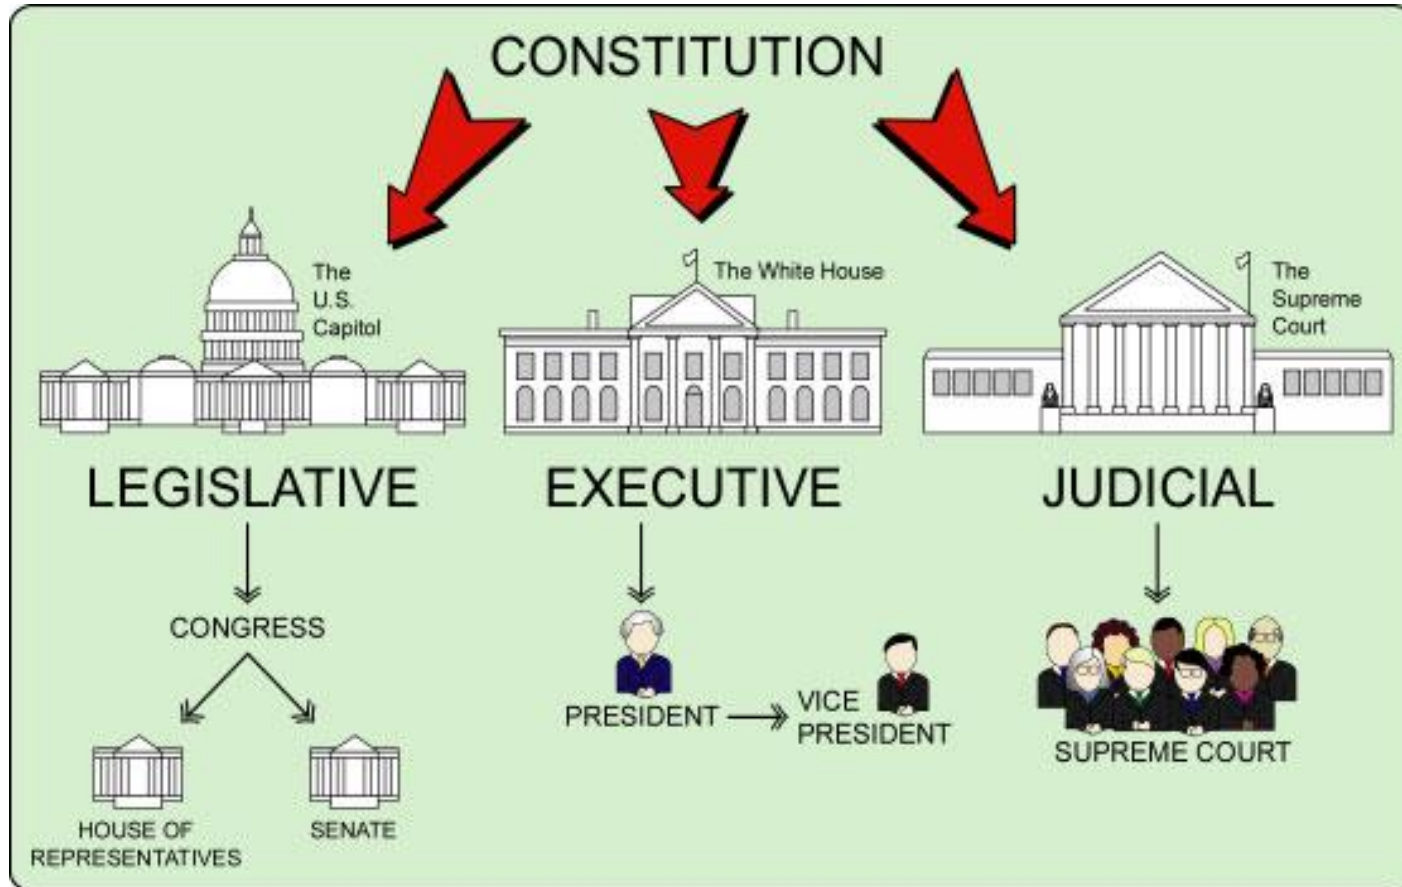 CONSTITUTION
The
U.S.
Capitol
The White House
The
Supreme
Court
LEGISLATIVE
EXECUTIVE
JUDICIAL
CONGRESS
HOUSE OF
REPRESENTATIVES
SENATE
PRESIDENT
VICE
PRESIDENT
SUPREME COURT